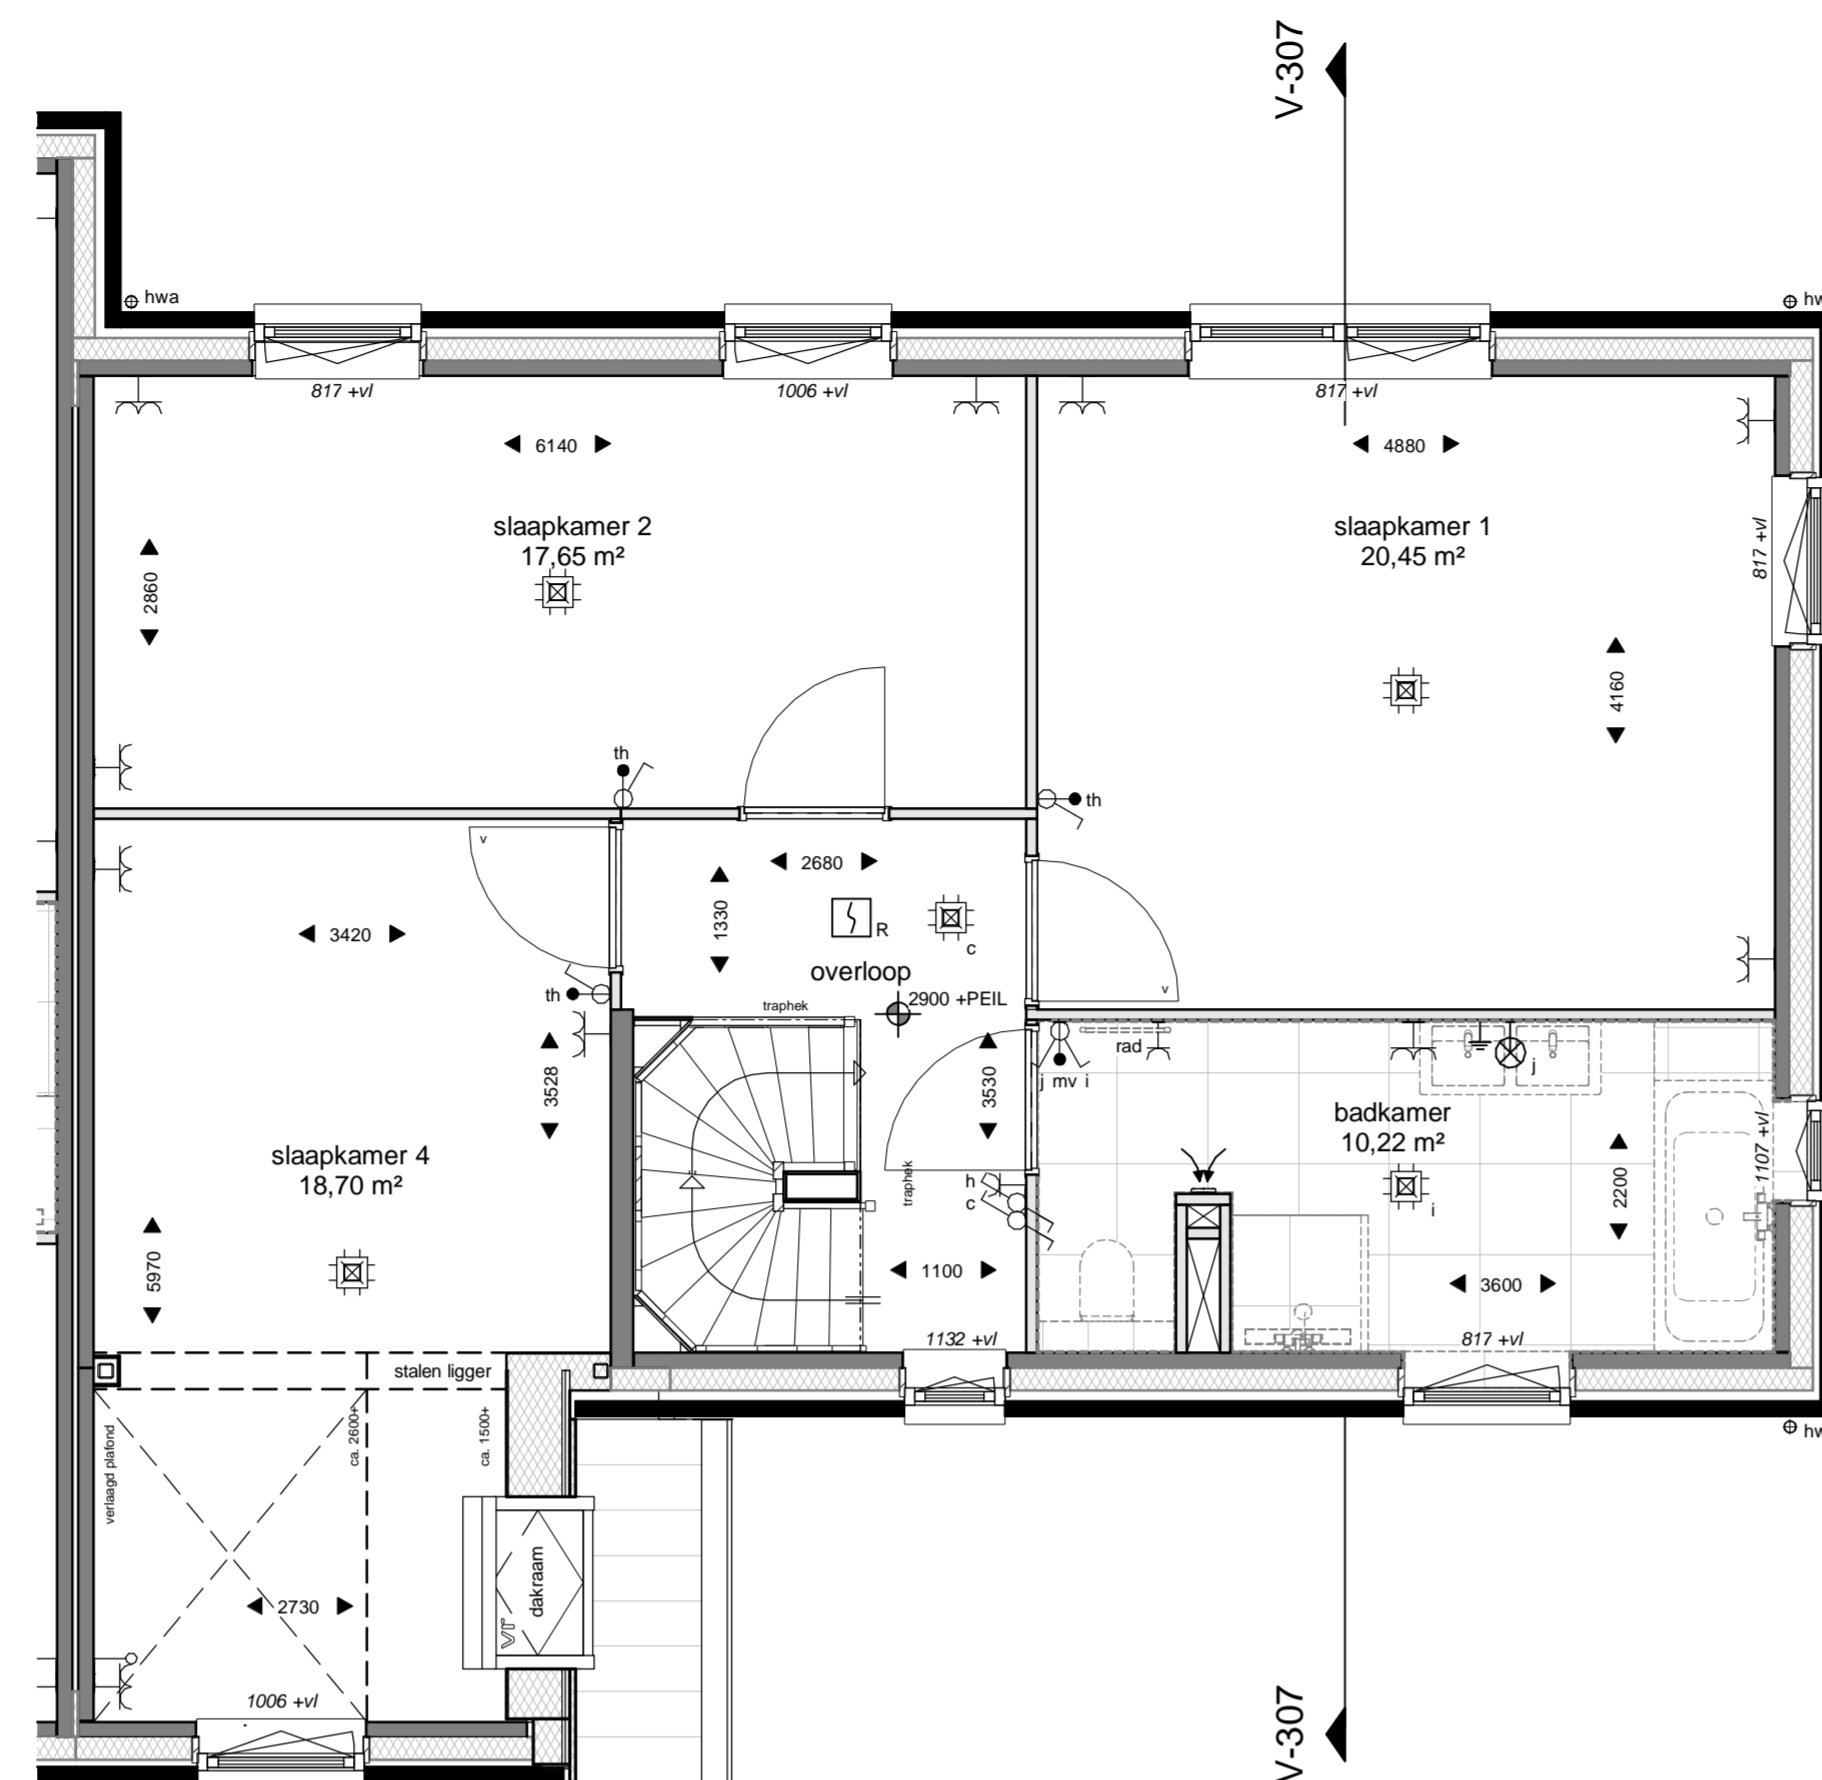 V-307
hwa
817 +vl
1006 +vl
817 +vl
6140
4880
slaapkamer 2
17,65 m²
slaapkamer 1
20,45 m²
817 +vl
2860
4160
th
th
v
2680
1330
R
c
3420
overloop
v
2900 +PEIL
th
traphek
3528
3530
rad
j mv i
j
badkamer
10,22 m²
1107 +vl
2200
slaapkamer 4
18,70 m²
traphek
h
c
i
5970
1100
3600
1132 +vl
817 +vl
stalen ligger
ca. 2600+
ca. 1500+
verlaagd plafond
dakraam
vr
2730
1006 +vl
V-307